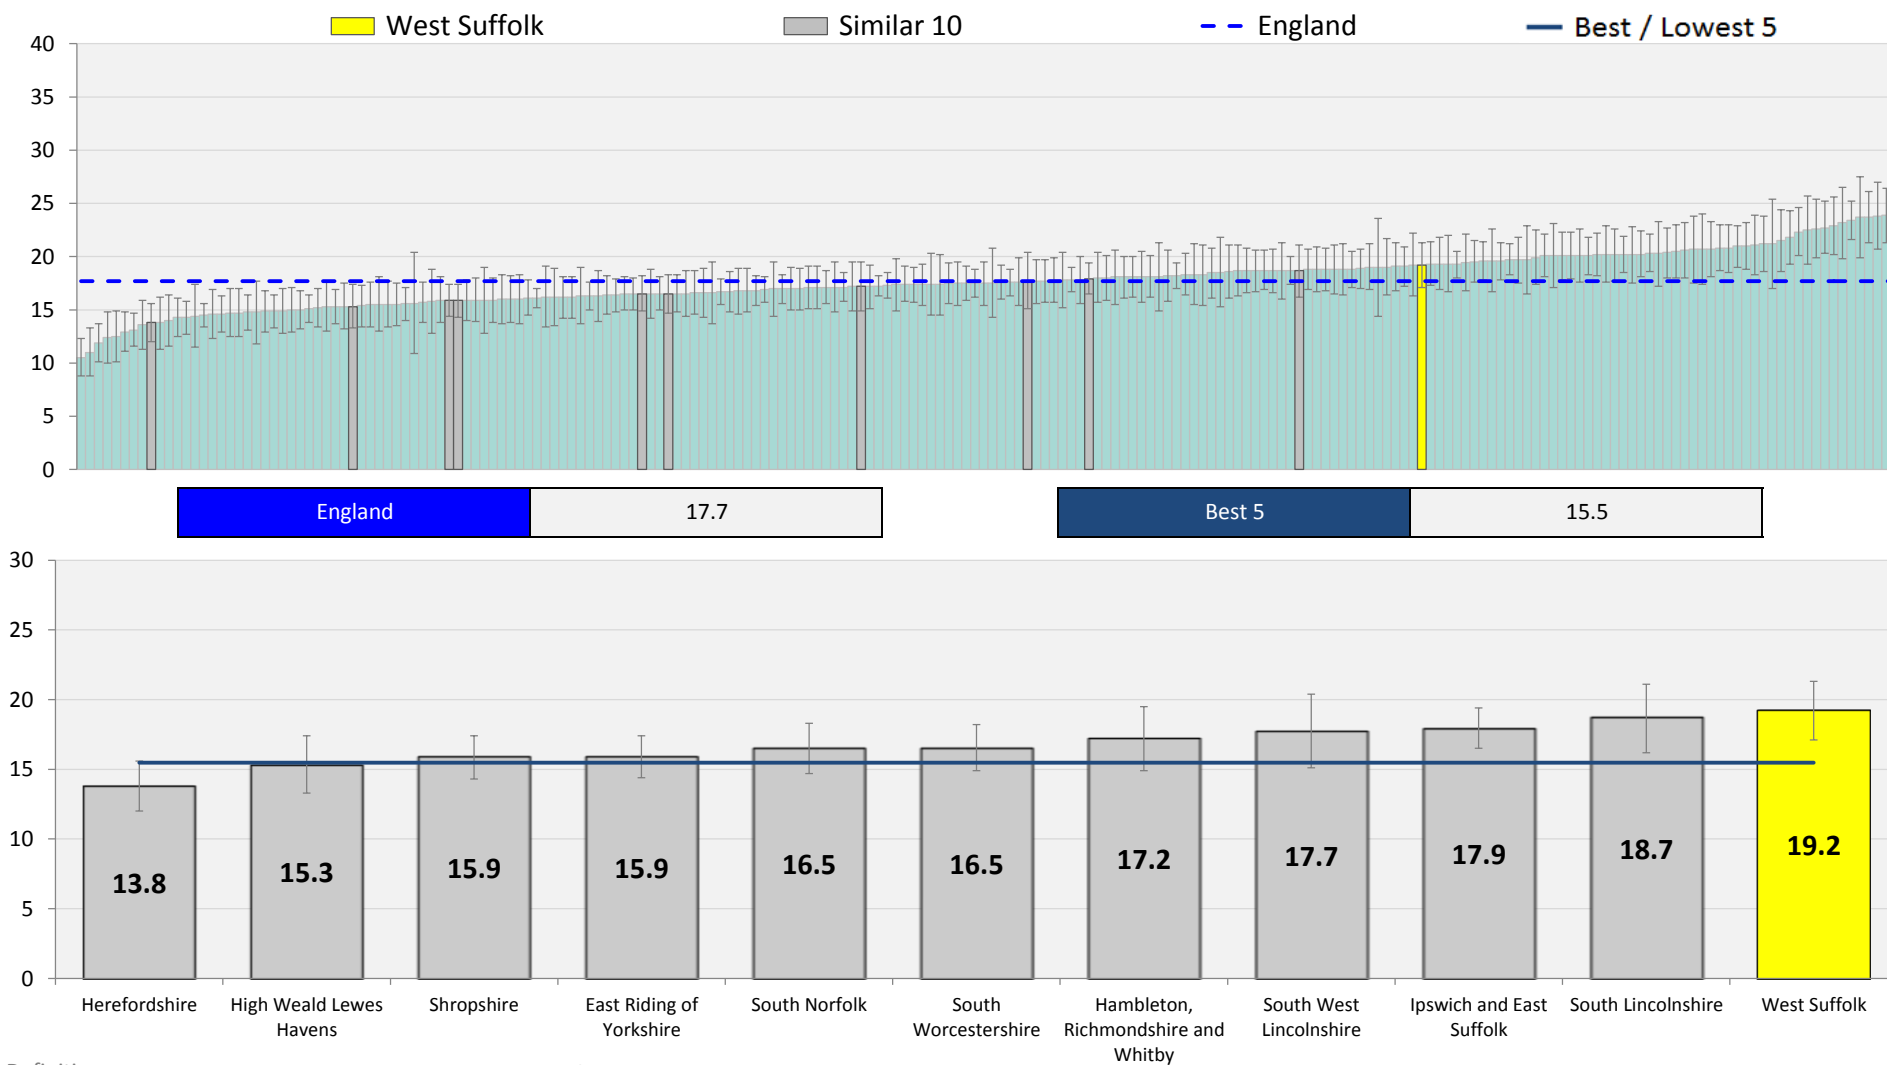 West Suffolk Similar 10 England Best / Lowest 5
40
35
30
25
20
15
10
5
0
England 17.7 Best 5 15.5
30
25
20
15
10
5
0
13.8 15.3 15.9 15.9 16.5 16.5 17.2 17.7 17.9 18.7 19.2
Herefordshire
High Weald Lewes
Havens
Shropshire
East Riding of
Yorkshire
South Norfolk
South
Worcestershire
Hambleton,
Richmondshire and
Whitby
South West
Lincolnshire
Ipswich and East
Suffolk
South Lincolnshire
West Suffolk